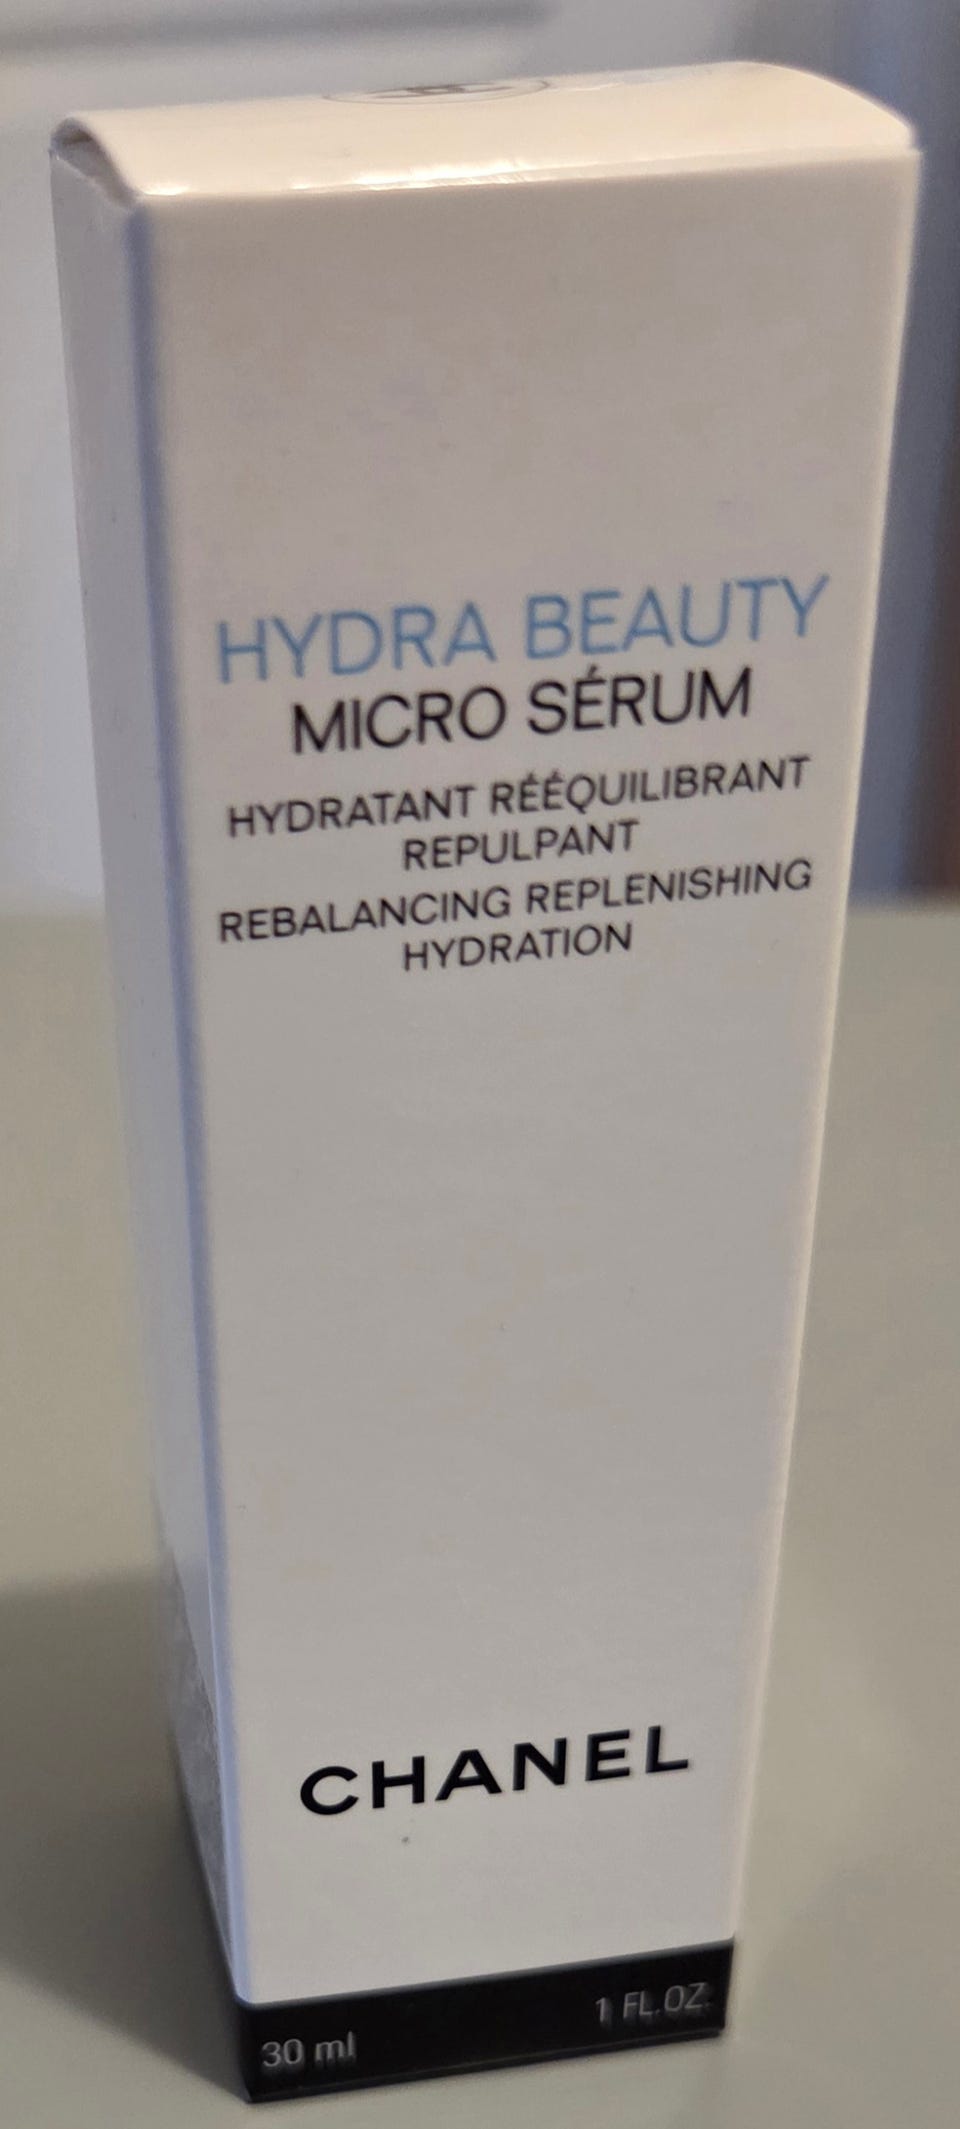 HYDRA BEAUTY
MICRO SÉRUM
HYDRATANT RÉÉQUILIBRANT
REPULPANT
REBALANCING REPLENISHING
HYDRATION
CHANEL
30 ml 1 FL.OZ.